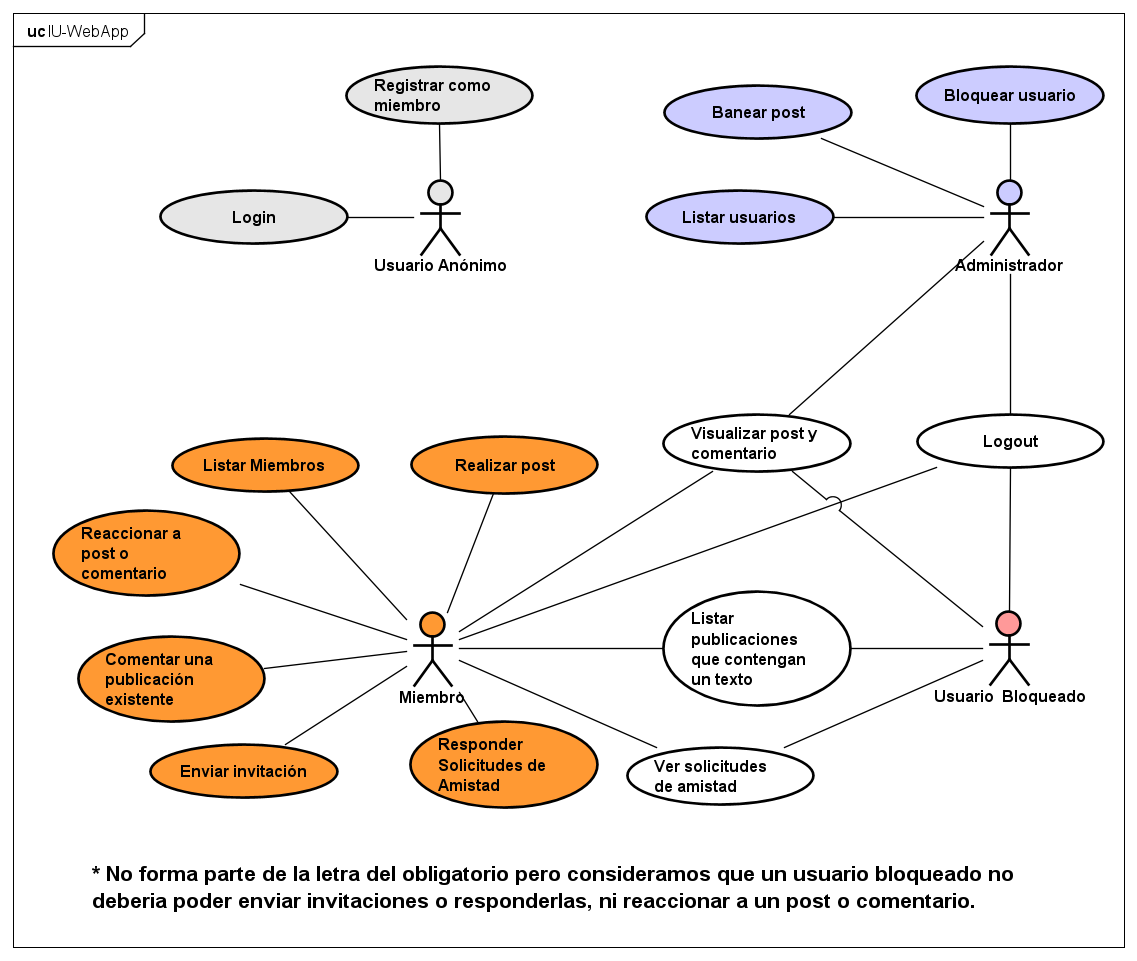 uc IU-WebApp
Registrar como
miembro
Banear post
Bloquear usuario
Login
Listar usuarios
Usuario Anónimo
Administrador
Visualizar post y
comentario
Logout
Listar Miembros
Realizar post
Reaccionar a
post o
comentario
Listar
publicaciones
que contengan
un texto
Comentar una
publicación
existente
Miembro
Usuario Bloqueado
Enviar invitación
Responder
Solicitudes de
Amistad
Ver solicitudes
de amistad
* No forma parte de la letra del obligatorio pero consideramos que un usuario bloqueado no
deberia poder enviar invitaciones o responderlas, ni reaccionar a un post o comentario.